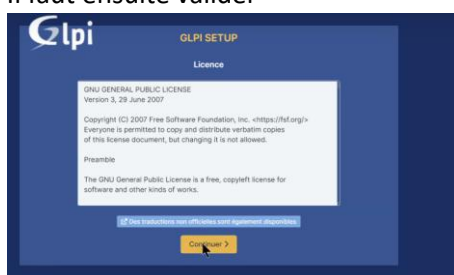 Il faut ensuite valider
Glpi
GLPI SETUP
Licence
GNU GENERAL PUBLIC LICENSE
Version 3, 29 June 2007
Copyright (C) 2007 Free Software Foundation, Inc. <https://fsf.org/>
Everyone is permitted to copy and distribute verbatim copies
of this license document, but changing it is not allowed.
Preamble
The GNU General Public License is a free, copyleft license for
software and other kinds of works.
Des traductions non officielles sont également disponibles.
Continuer >